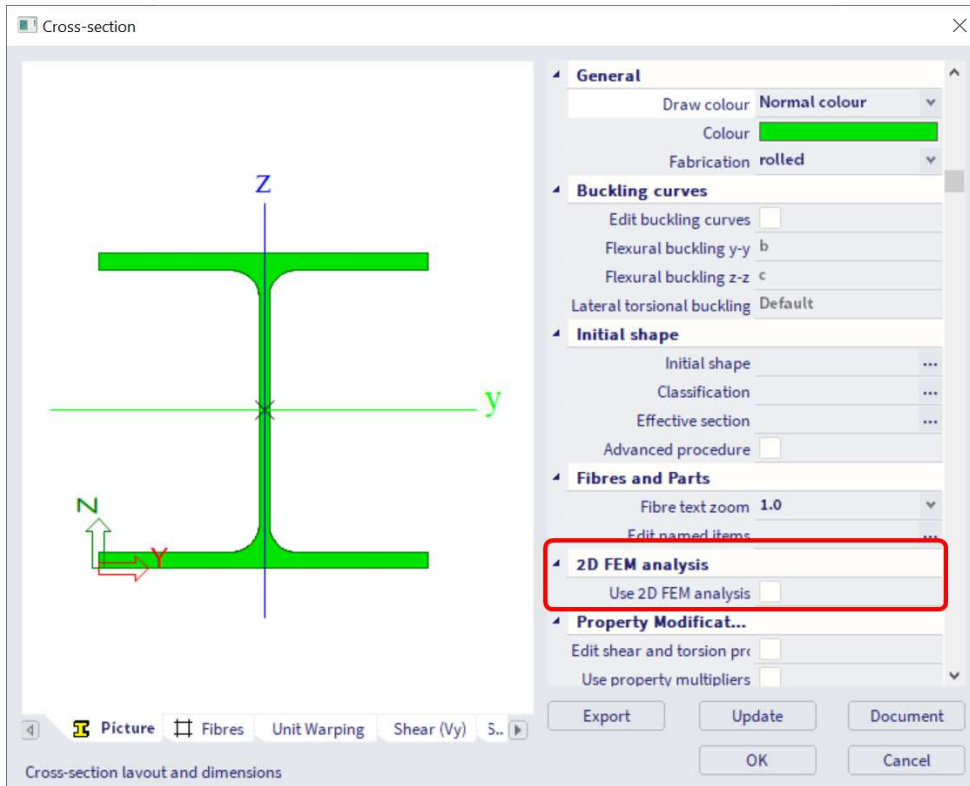 Cross-section
General
Draw colour Normal colour
Colour
Fabrication rolled
Buckling curves
Edit buckling curves
Flexural buckling y-y b
Flexural buckling z-z c
Lateral torsional buckling Default
Initial shape
Initial shape ...
Classification ...
Effective section ...
Advanced procedure
Fibres and Parts
Fibre text zoom 1.0
Edit named items ...
2D FEM analysis
Use 2D FEM analysis
Property Modificat...
Edit shear and torsion pro
Use property multipliers
z
y
Z
Y
Picture Fibres Unit Warping Shear (Vy) S..
Export Update Document
OK Cancel
Cross-section layout and dimensions